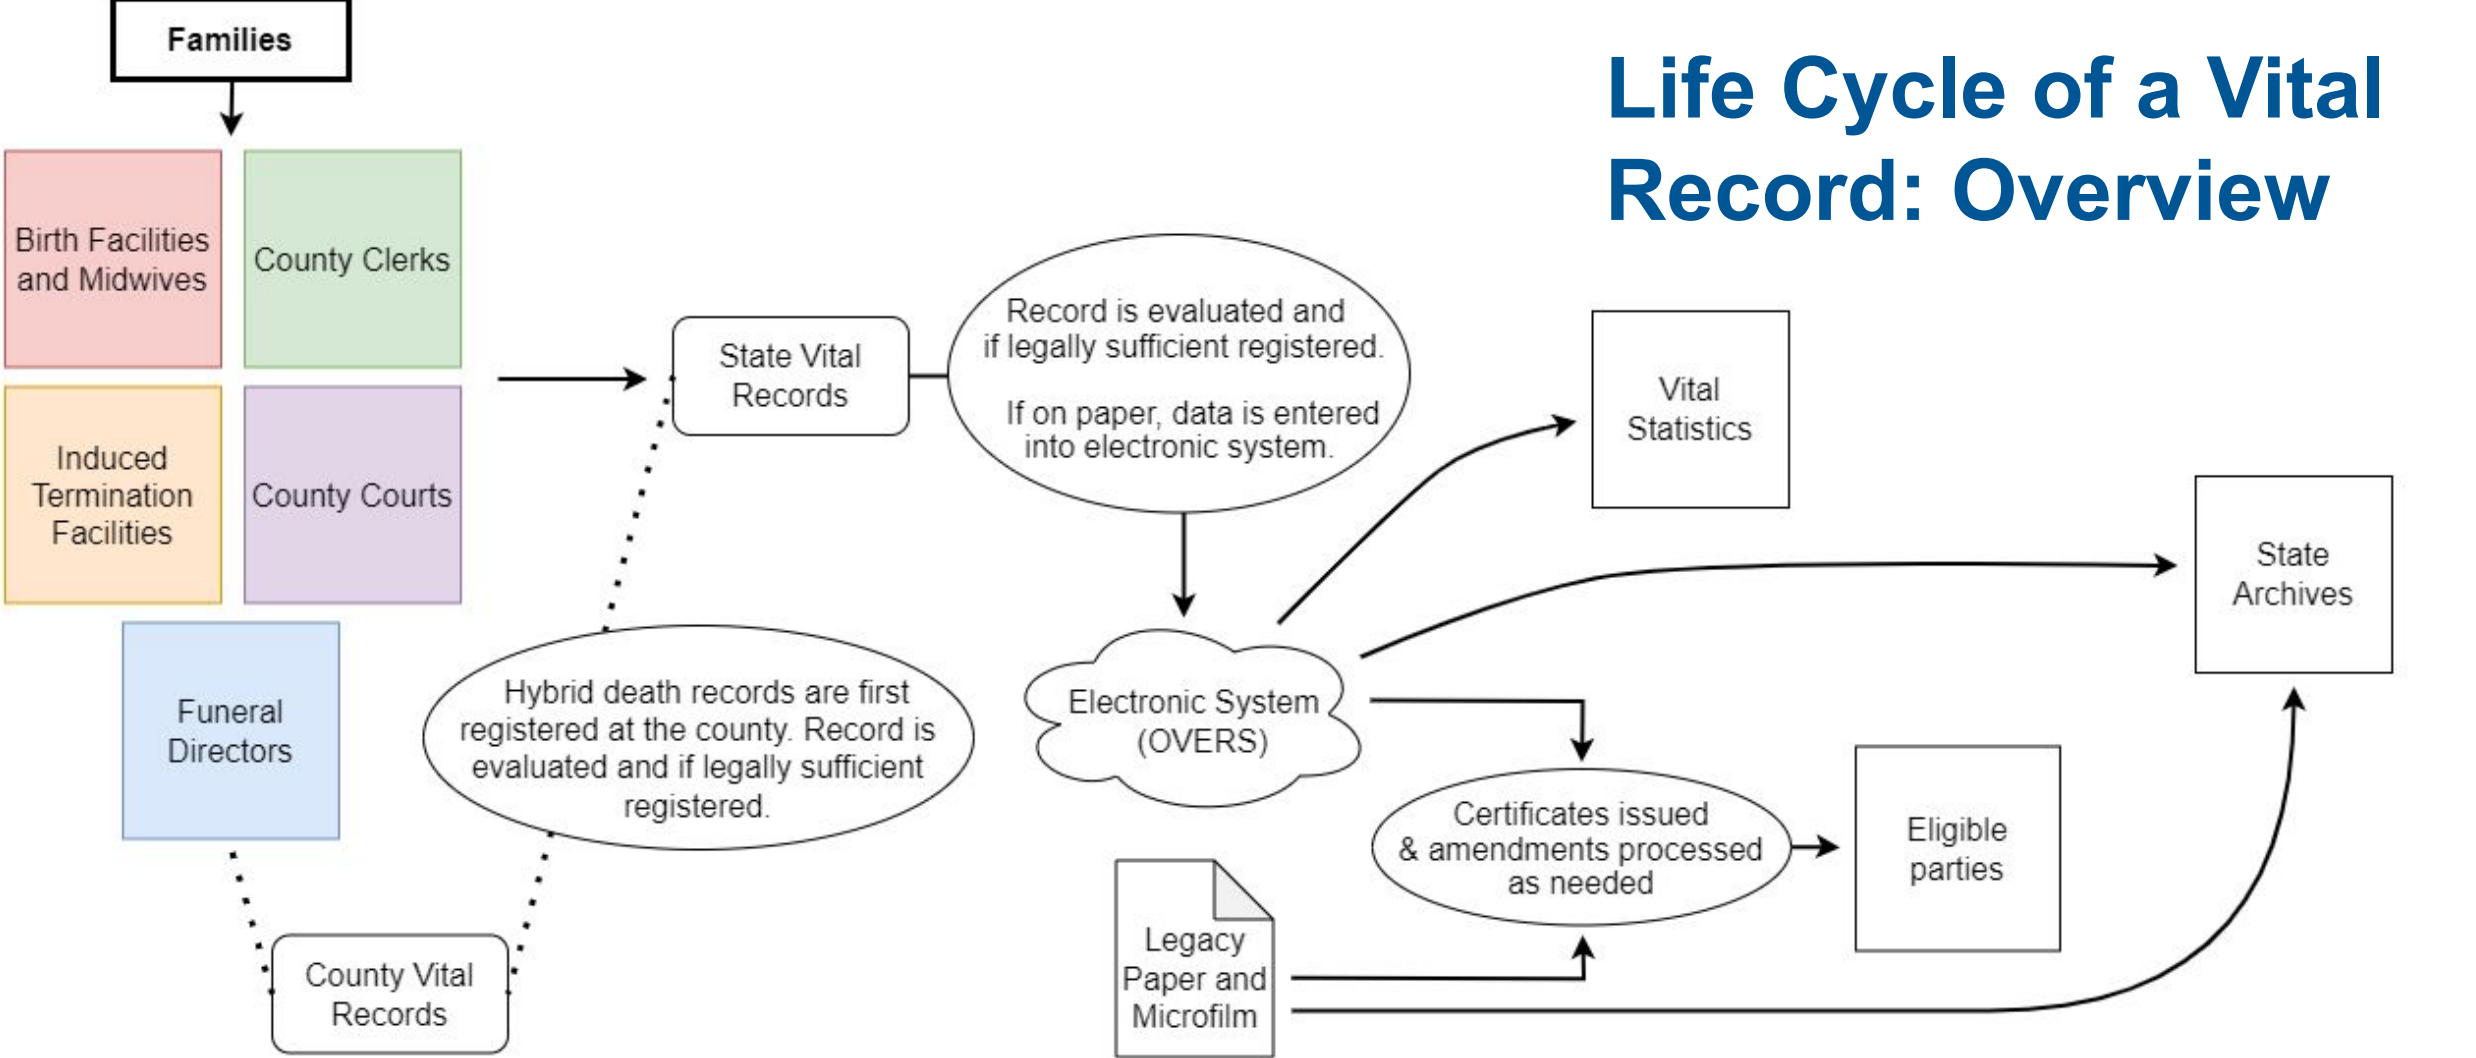 Life Cycle of a Vital
Record: Overview
Families
Birth Facilities
and Midwives
County Clerks
Induced
Termination
Facilities
County Courts
Funeral
Directors
County Vital
Records
Hybrid death records are first
registered at the county. Record is
evaluated and if legally sufficient
registered.
State Vital
Records
Record is evaluated and
if legally sufficient registered.
If on paper, data is entered
into electronic system.
Electronic System
(OVERS)
Legacy
Paper and
Microfilm
Certificates issued
& amendments processed
as needed
Vital
Statistics
State
Archives
Eligible
parties